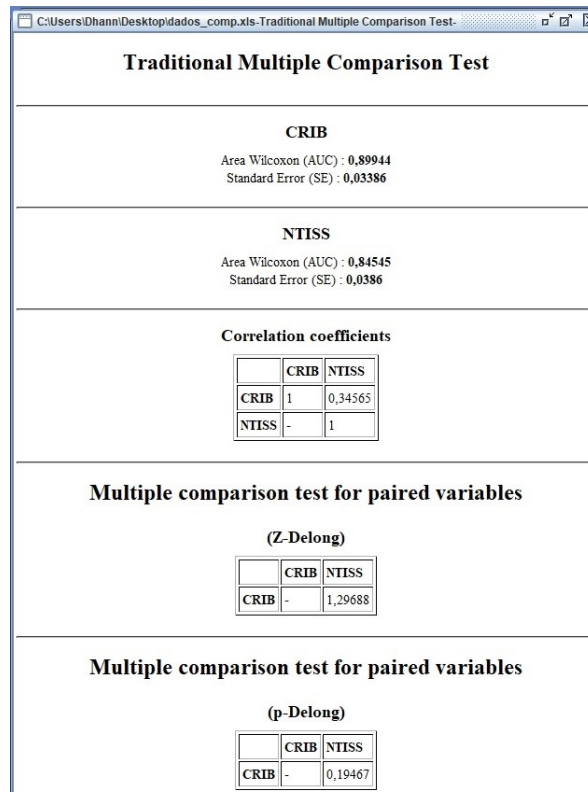 C:\Users\Dhann\Desktop\dados_comp.xls-Traditional Multiple Comparison Test-
Traditional Multiple Comparison Test
CRIB
Area Wilcoxon (AUC) : 0,89944
Standard Error (SE) : 0,03386
NTISS
Area Wilcoxon (AUC) : 0,84545
Standard Error (SE) : 0,0386
Correlation coefficients
CRIB NTISS
CRIB 1 0,34565
NTISS - 1
Multiple comparison test for paired variables
(Z-Delong)
CRIB NTISS
CRIB - 1,29688
Multiple comparison test for paired variables
(p-Delong)
CRIB NTISS
CRIB - 0,19467